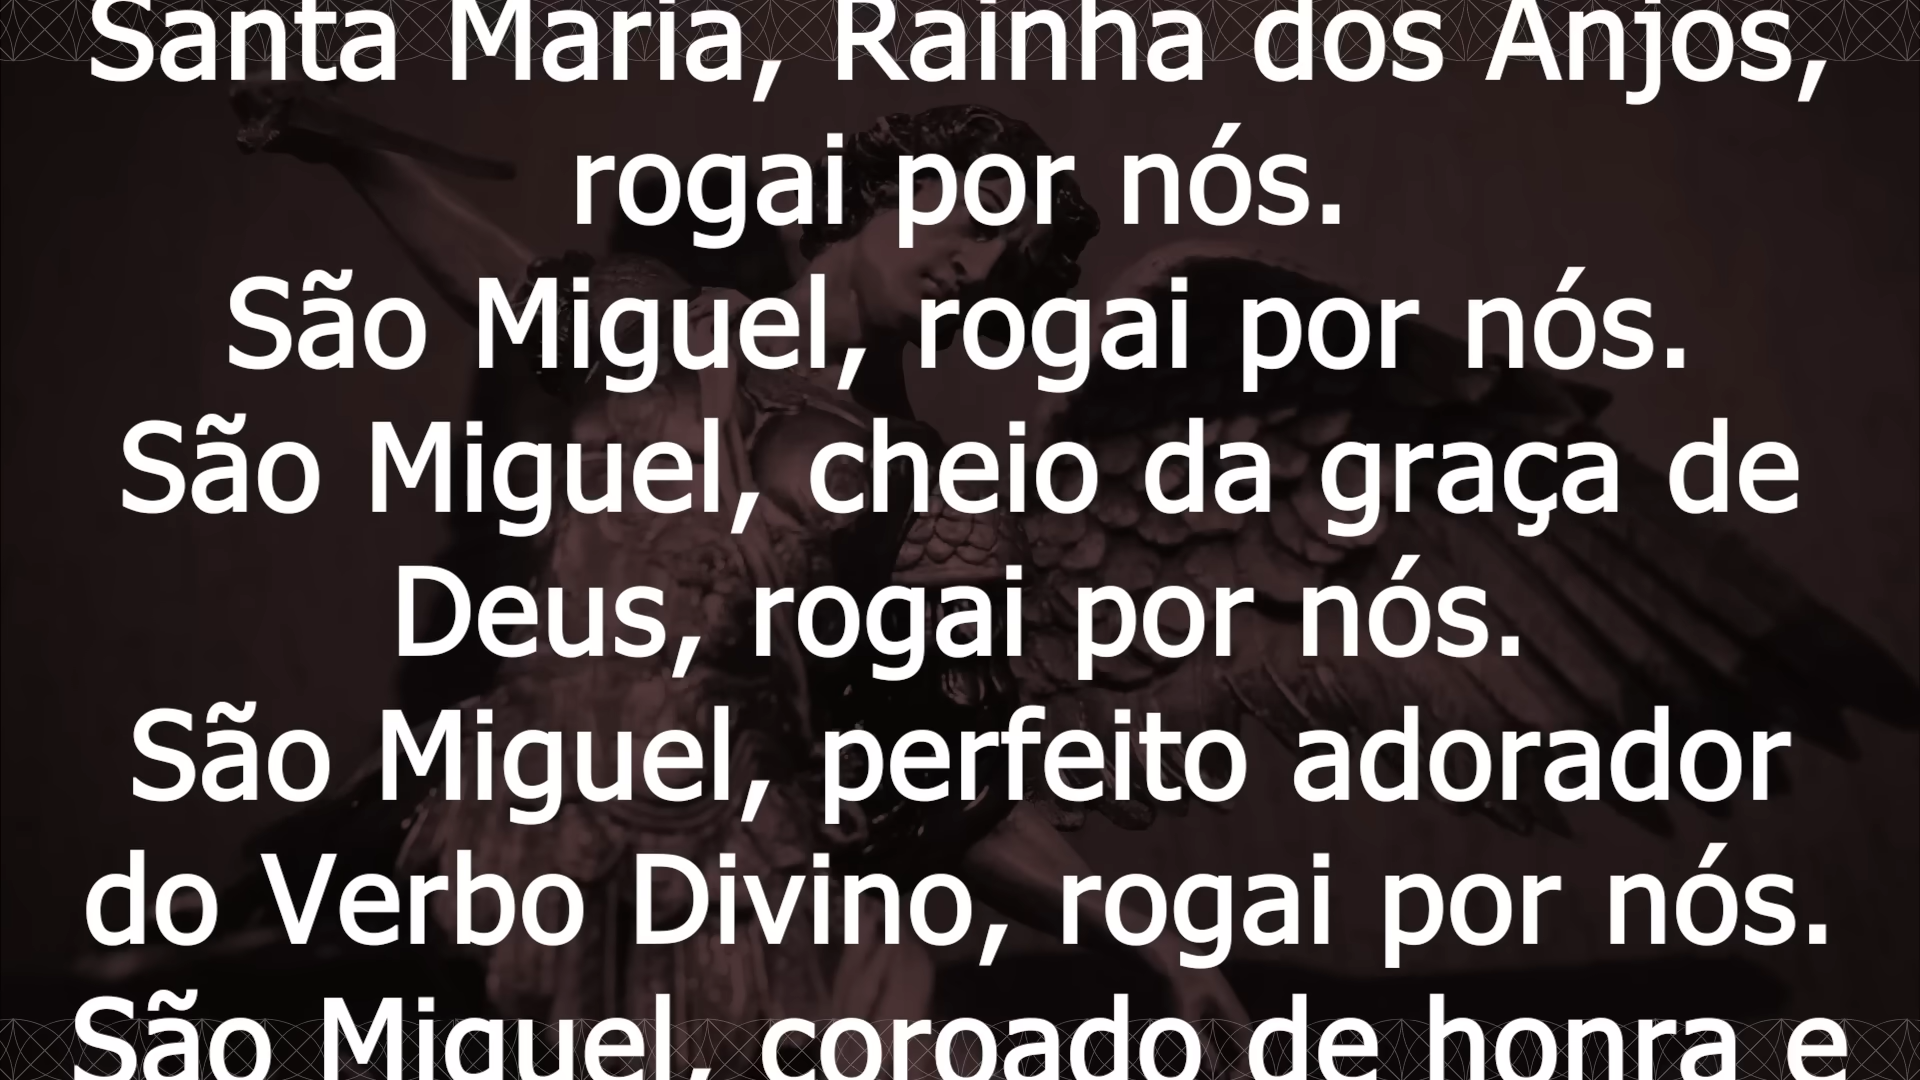 Santa Maria, Rainha dos Anjos,
rogai por nós.
São Miguel, rogai por nós.
São Miguel, cheio da graça de
Deus, rogai por nós.
São Miguel, perfeito adorador
do Verbo Divino, rogai por nós.
São Miguel, coroado de honra e